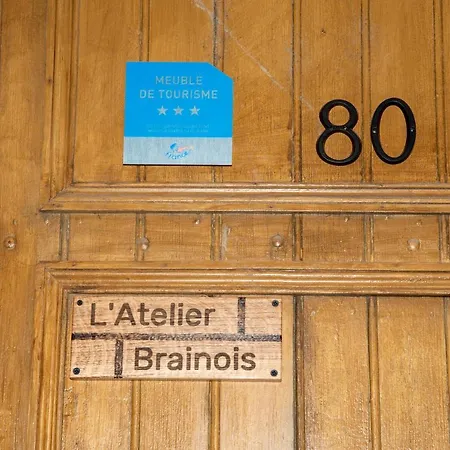 MEUBLE
DE TOURISME
★★★
80
L'Atelier
Brainois